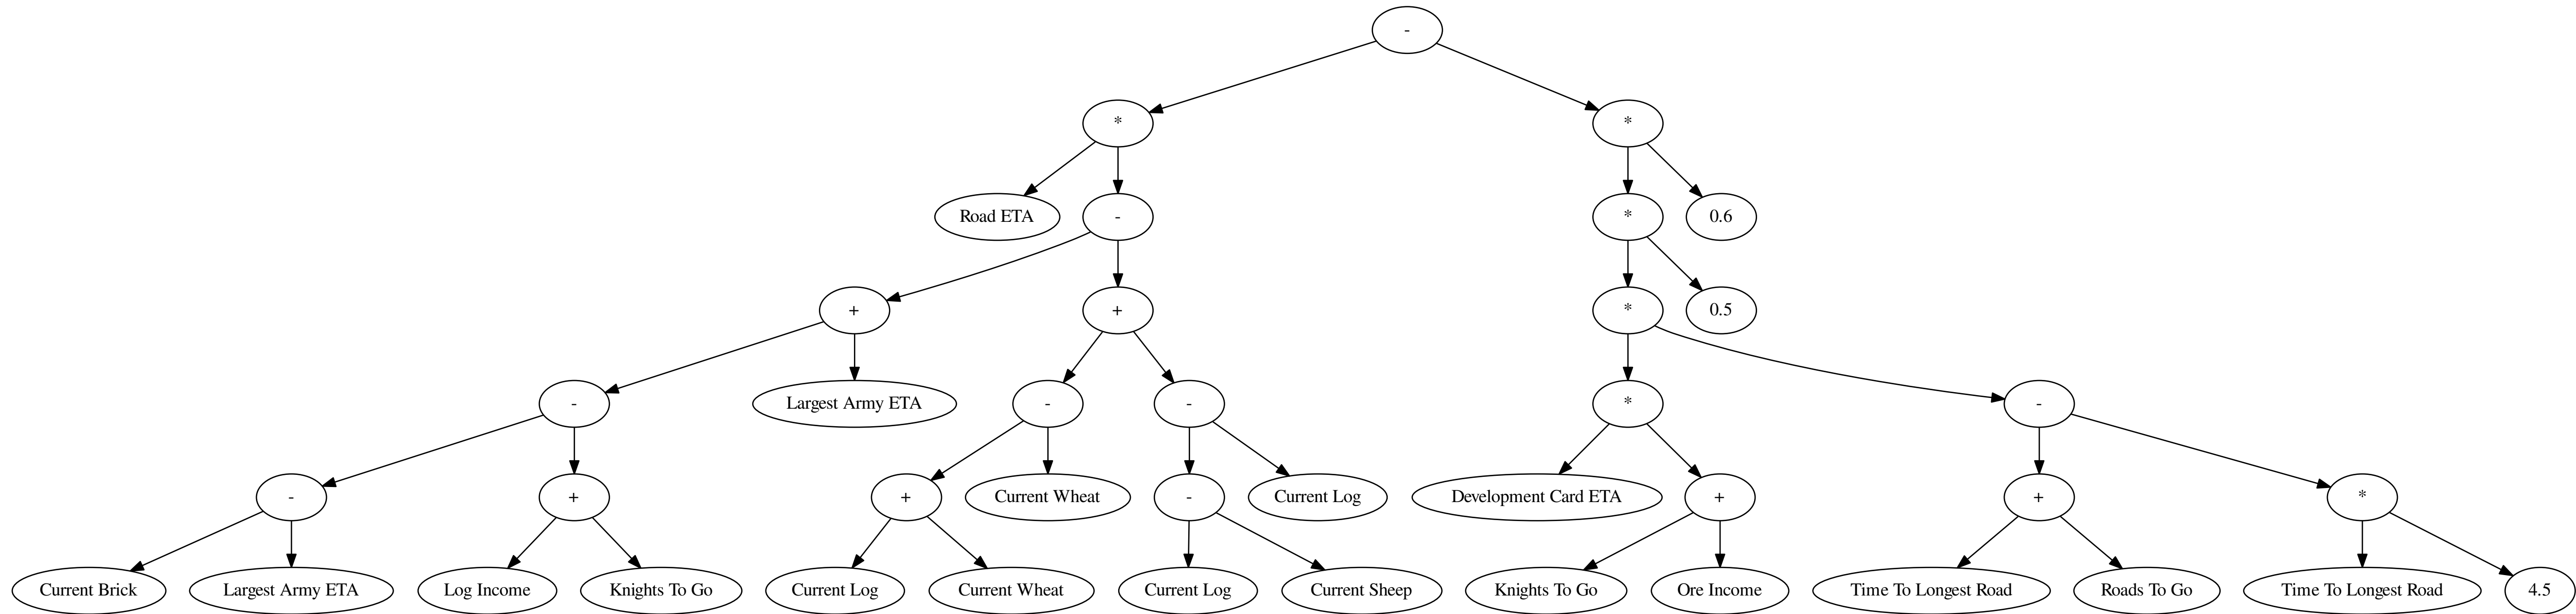 -
* *
Road ETA - * 0.6
+ + * 0.5
- Largest Army ETA - - * -
- + + Current Wheat - Current Log Development Card ETA + + *
Current Brick Largest Army ETA Log Income Knights To Go Current Log Current Wheat Current Log Current Sheep Knights To Go Ore Income Time To Longest Road Roads To Go Time To Longest Road 4.5